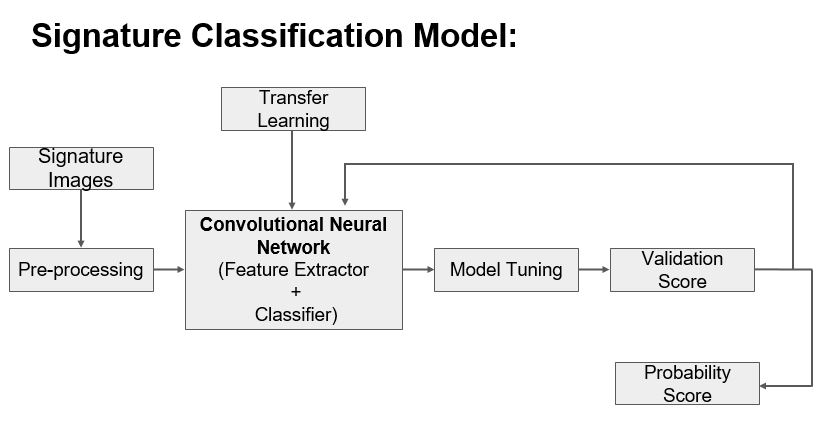 Signature Classification Model:
Transfer
Learning
Signature
Images
Convolutional Neural
Network
(Feature Extractor
+
Classifier)
Pre-processing
Model Tuning
Validation
Score
Probability
Score